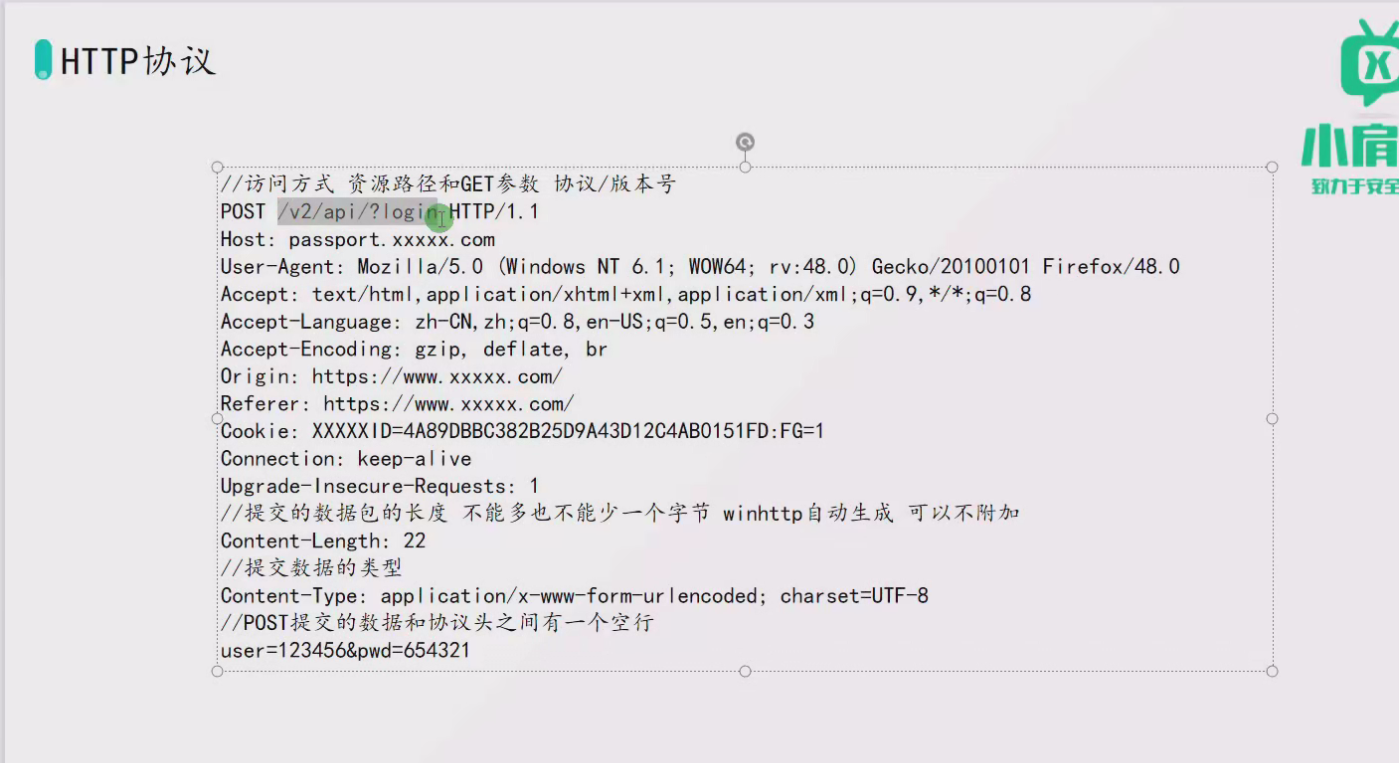 HTTP协议
//访问方式 资源路径和GET参数 协议/版本号
POST /v2/api/?login HTTP/1.1
Host: passport.xxxxx.com
User-Agent: Mozilla/5.0 (Windows NT 6.1; WOW64; rv:48.0) Gecko/20100101 Firefox/48.0
Accept: text/html,application/xhtml+xml,application/xml;q=0.9,*/*;q=0.8
Accept-Language: zh-CN,zh;q=0.8,en-US;q=0.5,en;q=0.3
Accept-Encoding: gzip, deflate, br
Origin: https://www.xxxxx.com/
Referer: https://www.xxxxx.com/
Cookie: XXXXXID=4A89DBBC382B25D9A43D12C4AB0151FD:FG=1
Connection: keep-alive
Upgrade-Insecure-Requests: 1
//提交的数据包的长度 不能多也不能少一个字节 winhttp自动生成 可以不附加
Content-Length: 22
//提交数据的类型
Content-Type: application/x-www-form-urlencoded; charset=UTF-8
//POST提交的数据和协议头之间有一个空行
user=123456&pwd=654321
X
小肩
致力于安全